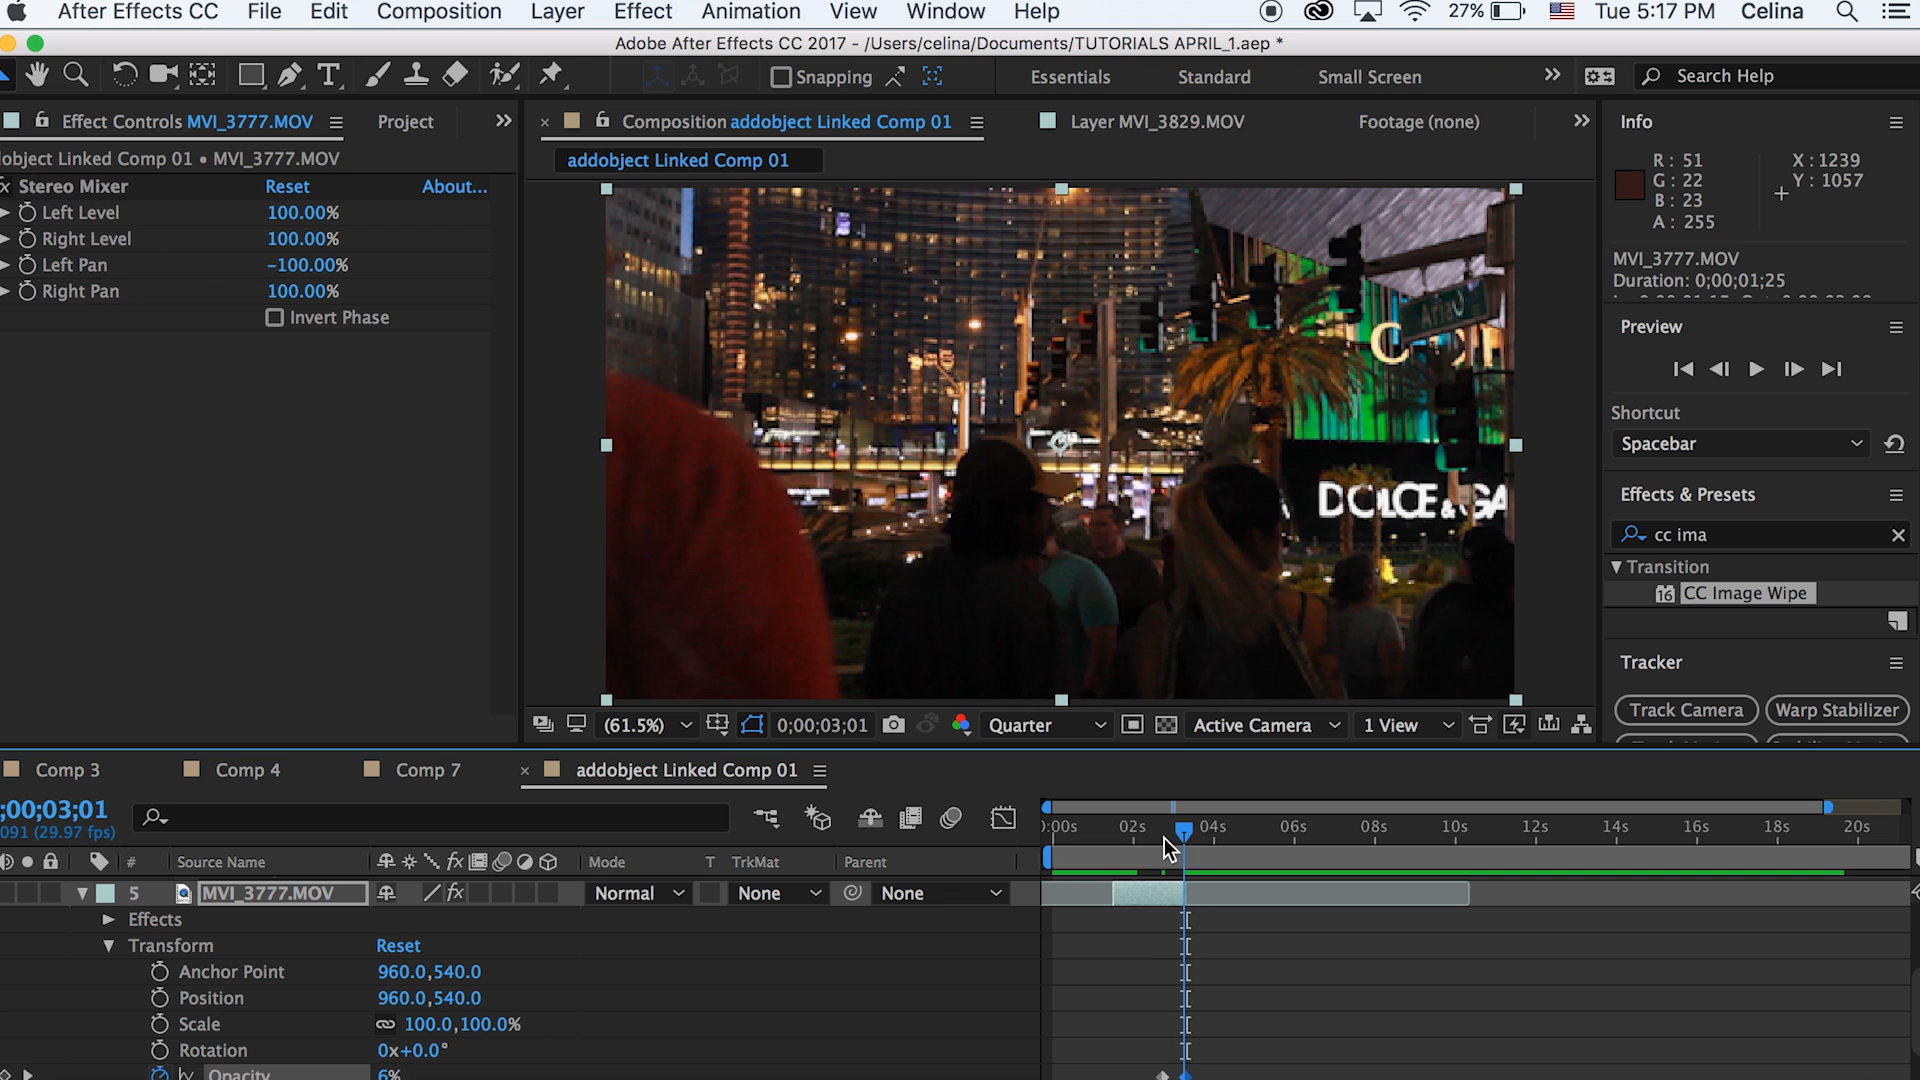 After Effects CC File Edit Composition Layer Effect Animation View Window Help 27% Tue 5:17 PM Celina
Adobe After Effects CC 2017 - /Users/celina/Documents/TUTORIALS APRIL_1.aep *
Snapping Essentials Standard Small Screen Search Help
Effect Controls MVI_3777.MOV Project
Composition addobject Linked Comp 01 Layer MVI_3829.MOV Footage (none)
Info
object Linked Comp 01 • MVI_3777.MOV
addobject Linked Comp 01
R: 51 X: 1239
G: 22 Y: 1057
B: 23
A: 255
Stereo Mixer Reset About...
Left Level 100.00%
Right Level 100.00%
Left Pan -100.00%
Right Pan 100.00%
Invert Phase
MVI_3777.MOV
Duration: 0;00;01;25
Preview
Shortcut
Spacebar
Effects & Presets
cc ima
Transition
16 CC Image Wipe
Tracker
Track Camera Warp Stabilizer
Aria
DOLCE & GA
(61.5%) 0;00;03;01 Quarter Active Camera 1 View
Comp 3 Comp 4 Comp 7 addobject Linked Comp 01
;00;03;01
091 (29.97 fps)
:00s 02s 04s 06s 08s 10s 12s 14s 16s 18s 20s
# Source Name fx Mode T TrkMat Parent
5 MVI_3777.MOV fx Normal None None
Effects
Transform Reset
Anchor Point 960.0,540.0
Position 960.0,540.0
Scale 100.0,100.0%
Rotation 0x+0.0°
Opacity 6%